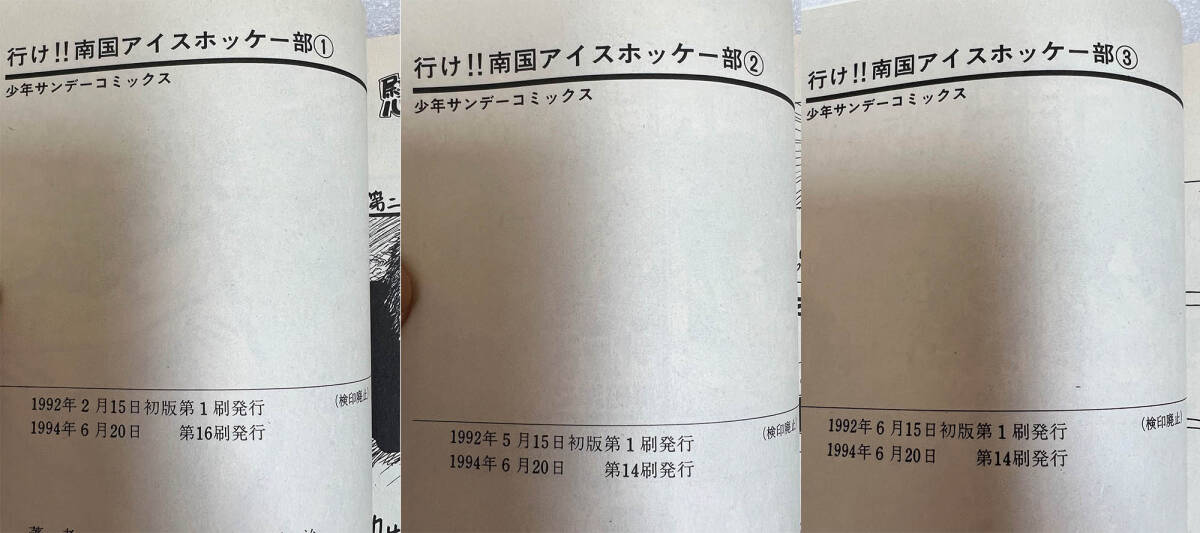 行け!!南国アイスホッケー部①
少年サンデーコミックス
第二
(検印廃止)
1992年2月15日初版第1刷発行
1994年6月20日 第16刷発行
行け!!南国アイスホッケー部②
少年サンデーコミックス
(検印廃止)
1992年5月15日初版第1刷発行
1994年6月20日 第14刷発行
行け!!南国アイスホッケー部③
少年サンデーコミックス
(検印廃止)
1992年6月15日初版第1刷発行
1994年6月20日 第14刷発行